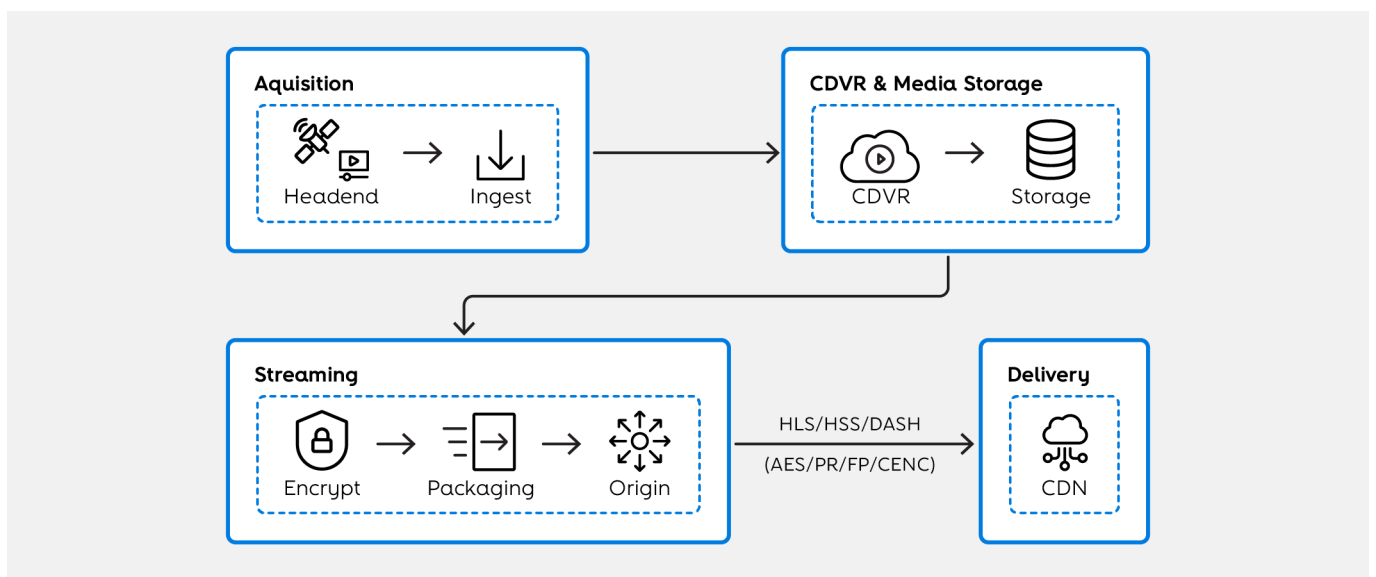 Aquisition
Headend
Ingest
CDVR & Media Storage
CDVR
Storage
Streaming
Encrypt
Packaging
Origin
HLS/HSS/DASH
(AES/PR/FP/CENC)
Delivery
CDN